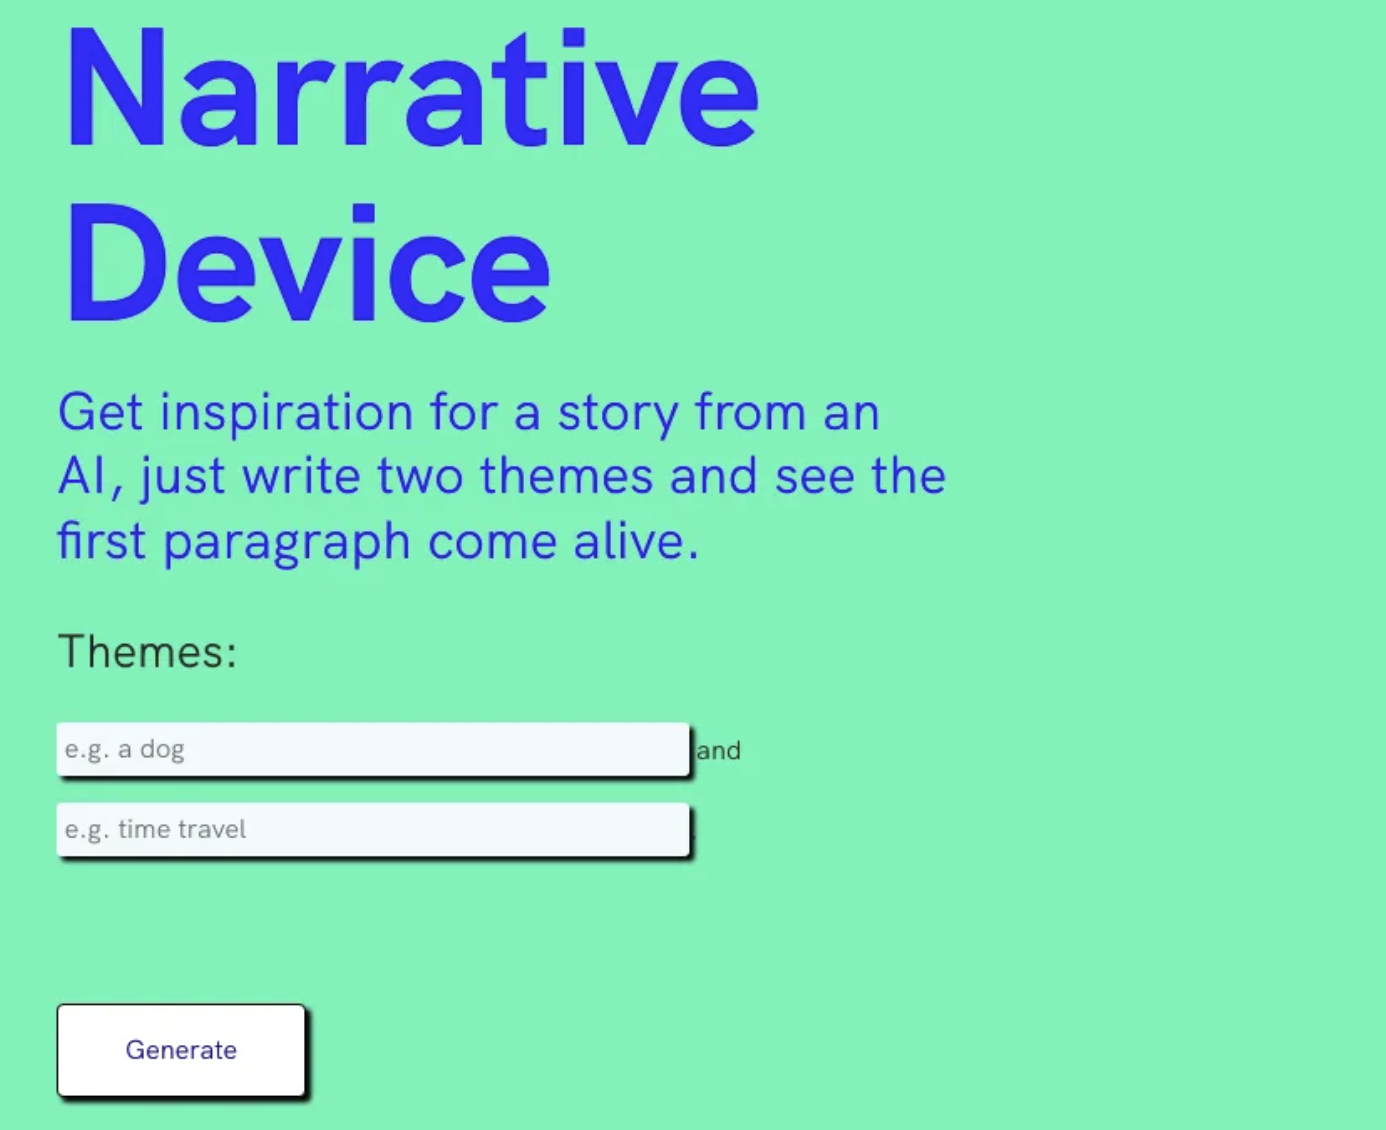 Narrative
Device
Get inspiration for a story from an
AI, just write two themes and see the
first paragraph come alive.
Themes:
e.g. a dog
and
e.g. time travel
Generate